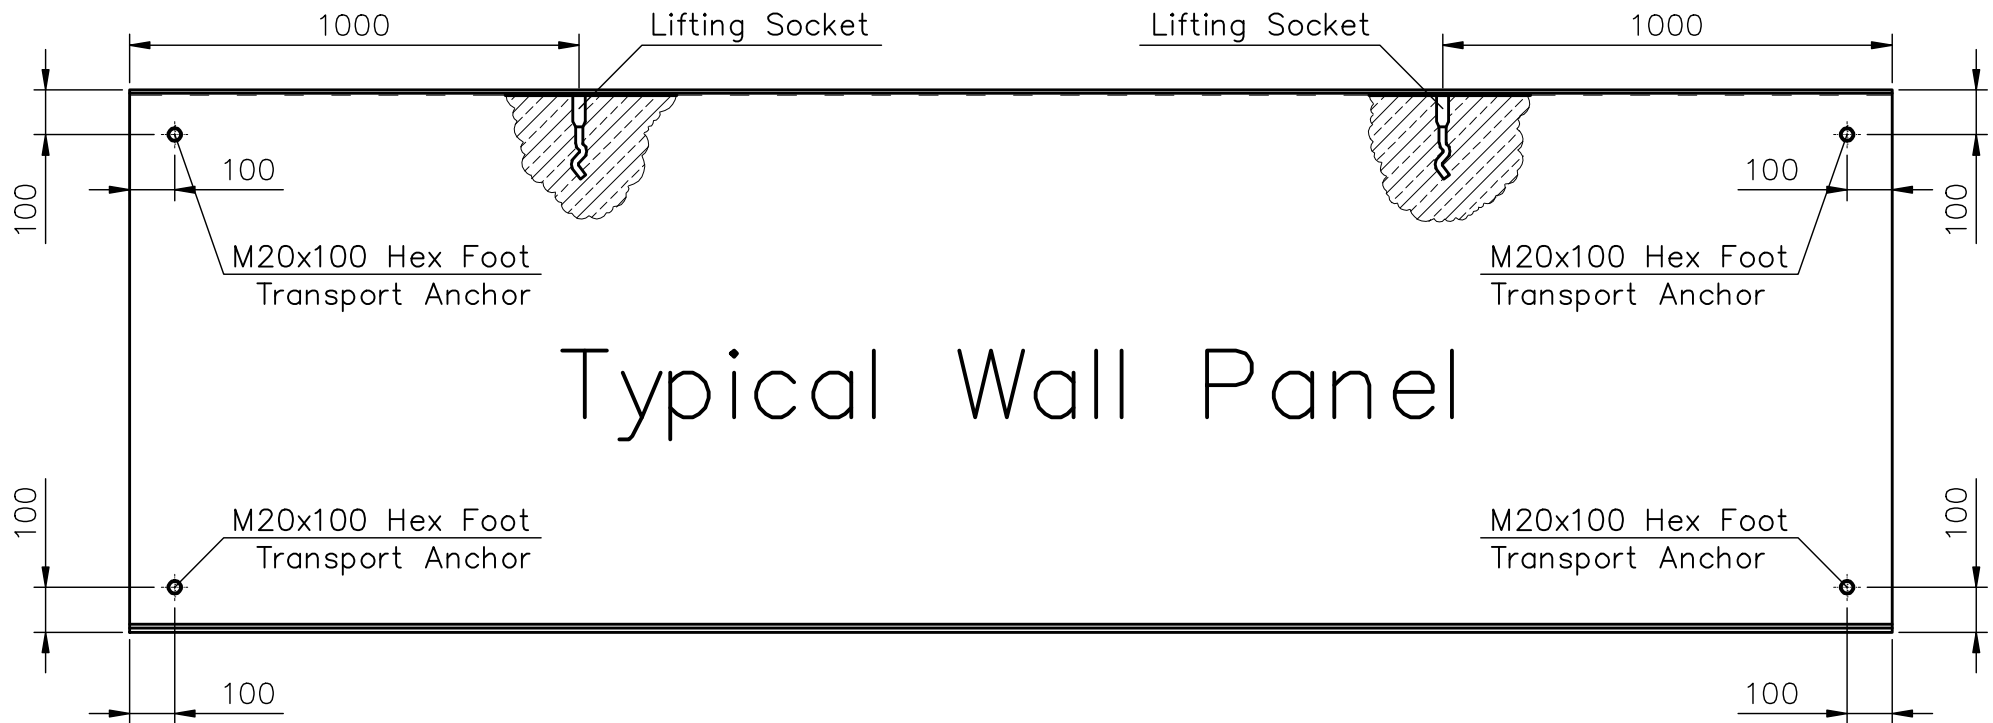 1000
Lifting Socket
Lifting Socket
1000
100
100
100
100
M20x100 Hex Foot
Transport Anchor
M20x100 Hex Foot
Transport Anchor
Typical Wall Panel
100
M20x100 Hex Foot
Transport Anchor
M20x100 Hex Foot
Transport Anchor
100
100
100